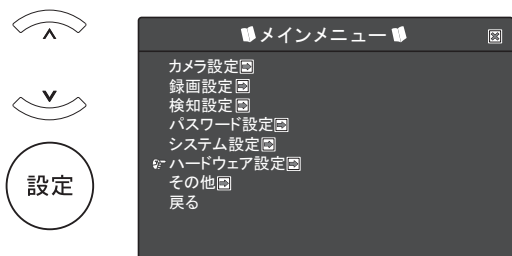 メインメニュー
カメラ設定
録画設定
検知設定
パスワード設定
システム設定
ハードウェア設定
その他
戻る
設定